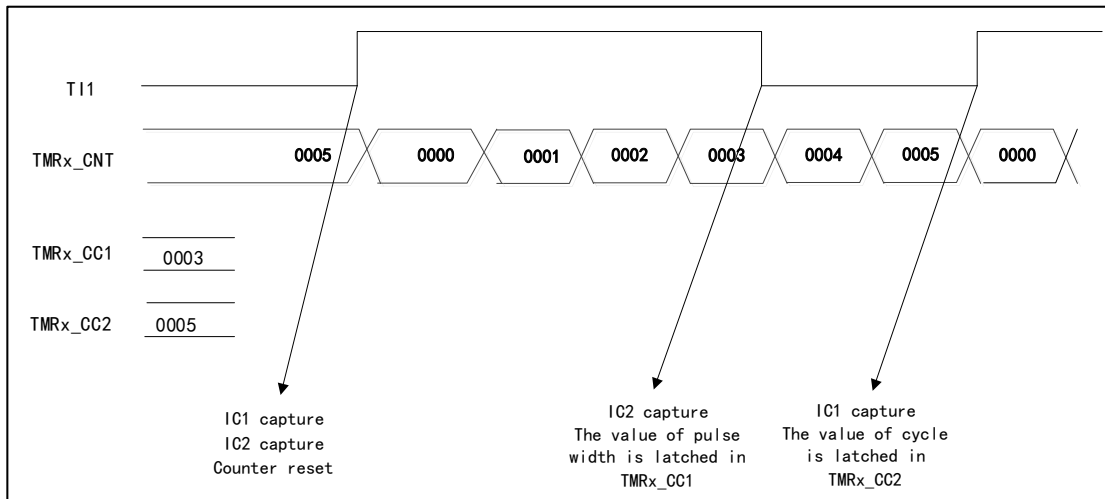 TI1
TMRx_CNT
0005 0000 0001 0002 0003 0004 0005 0000
TMRx_CC1
0003
TMRx_CC2
0005
IC1 capture
IC2 capture
Counter reset
IC2 capture
The value of pulse
width is latched in
TMRx_CC1
IC1 capture
The value of cycle
is latched in
TMRx_CC2